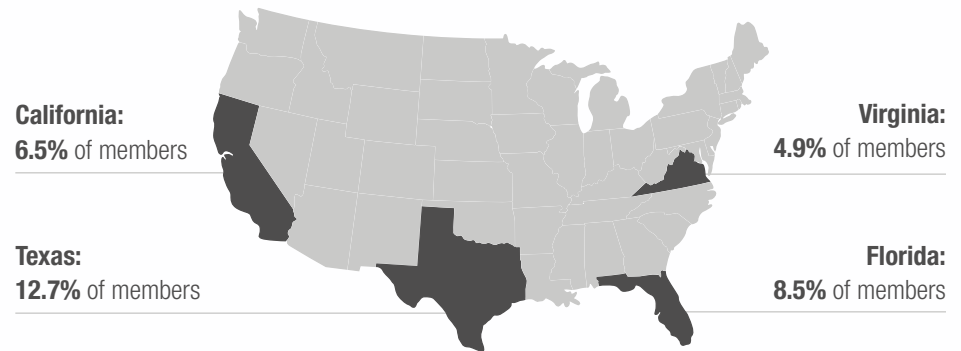 California:
6.5% of members
Texas:
12.7% of members
Virginia:
4.9% of members
Florida:
8.5% of members